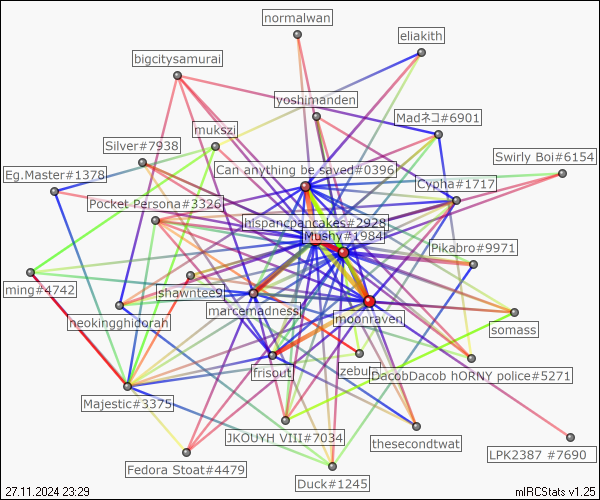 normalwan
eliakith
bigcitysamurai
yoshimanden
Madネコ#6901
mukszi
Silver#7938
Swirly Boi#6154
Can anything be saved#0396
Eg.Master#1378
Cypha#1717
Pocket Persona#3326
hispancpancakes#2928
Mushy#1984
Pikabro#9971
ming#4742
shawntee9
marcemadness
neokingghidorah
moonraven
somass
frisout
zebul
DacobDacob hORNY police#5271
Majestic#3375
JKOUYH VIII#7034
thesecondtwat
LPK2387 #7690
Fedora Stoat#4479
Duck#1245
27.11.2024 23:29
mIRCStats v1.25